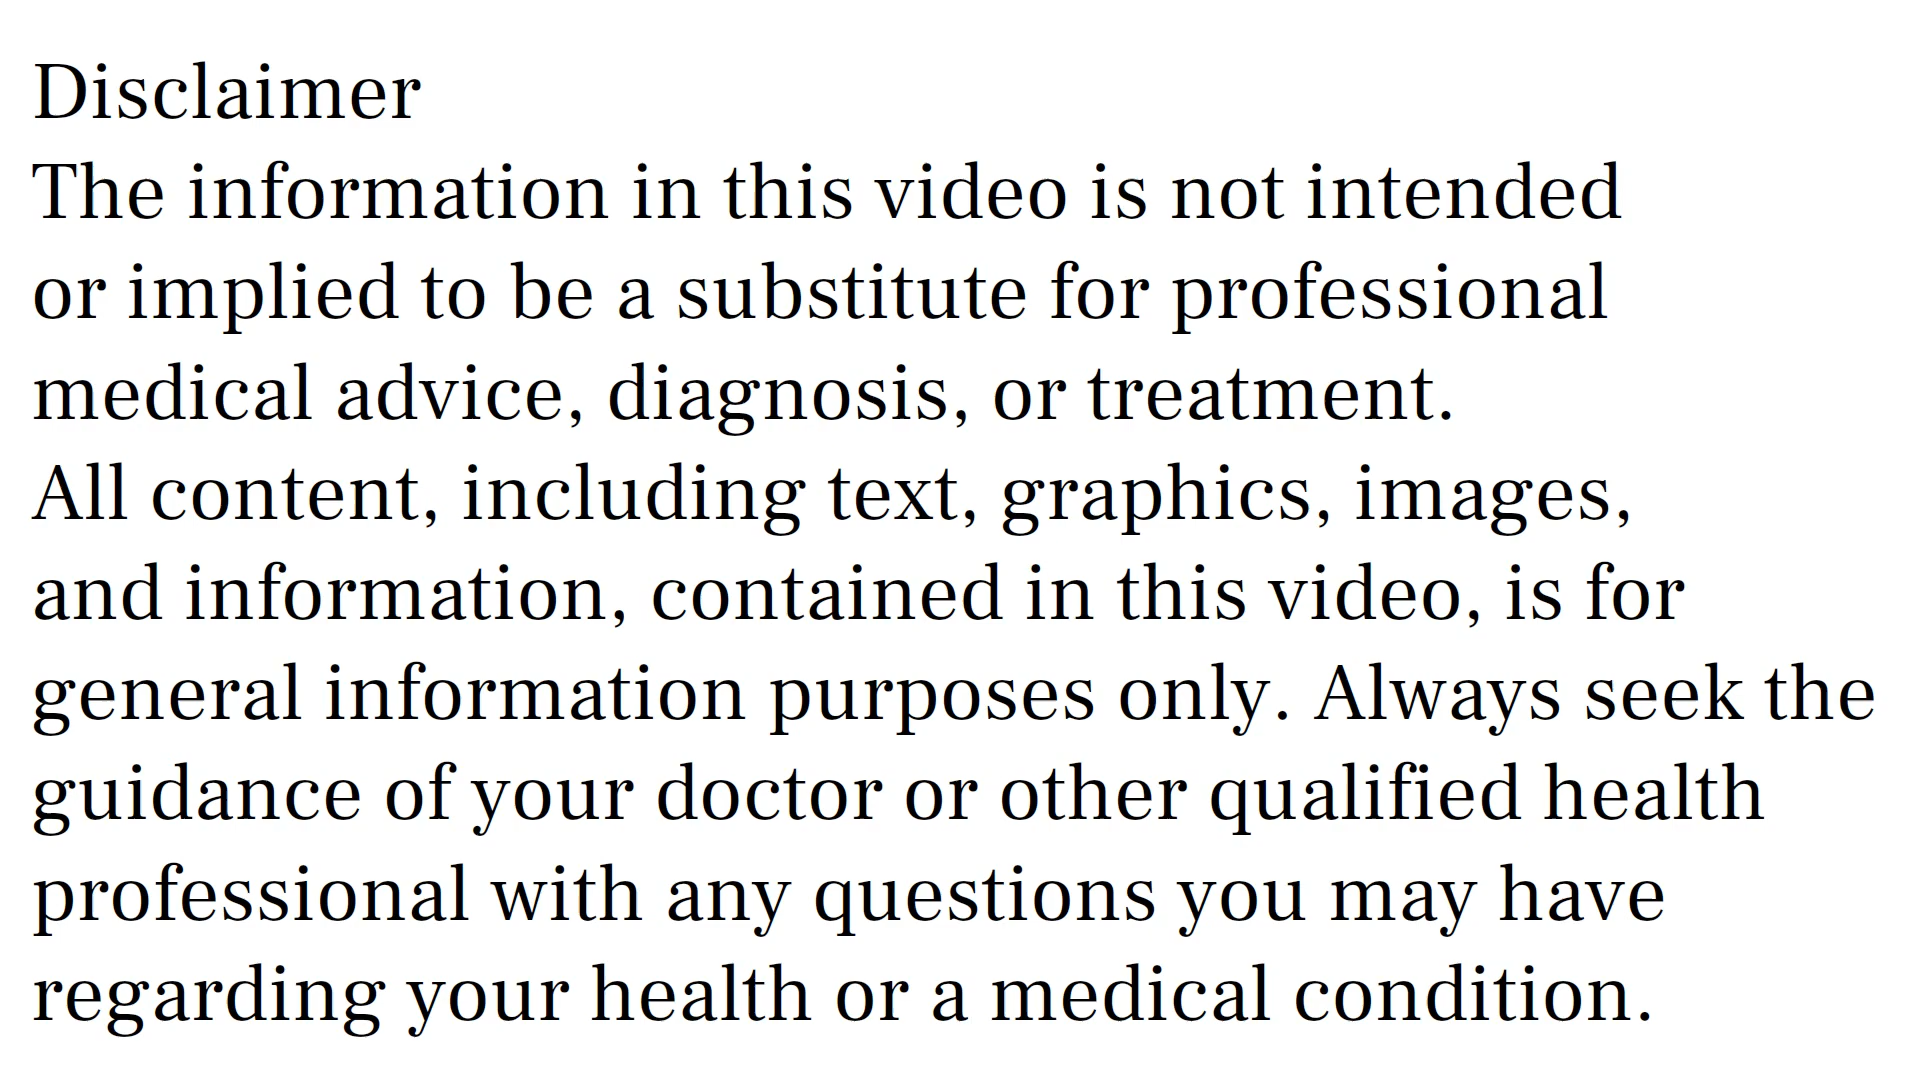 Disclaimer
The information in this video is not intended
or implied to be a substitute for professional
medical advice, diagnosis, or treatment.
All content, including text, graphics, images,
and information, contained in this video, is for
general information purposes only. Always seek the
guidance of your doctor or other qualified health
professional with any questions you may have
regarding your health or a medical condition.